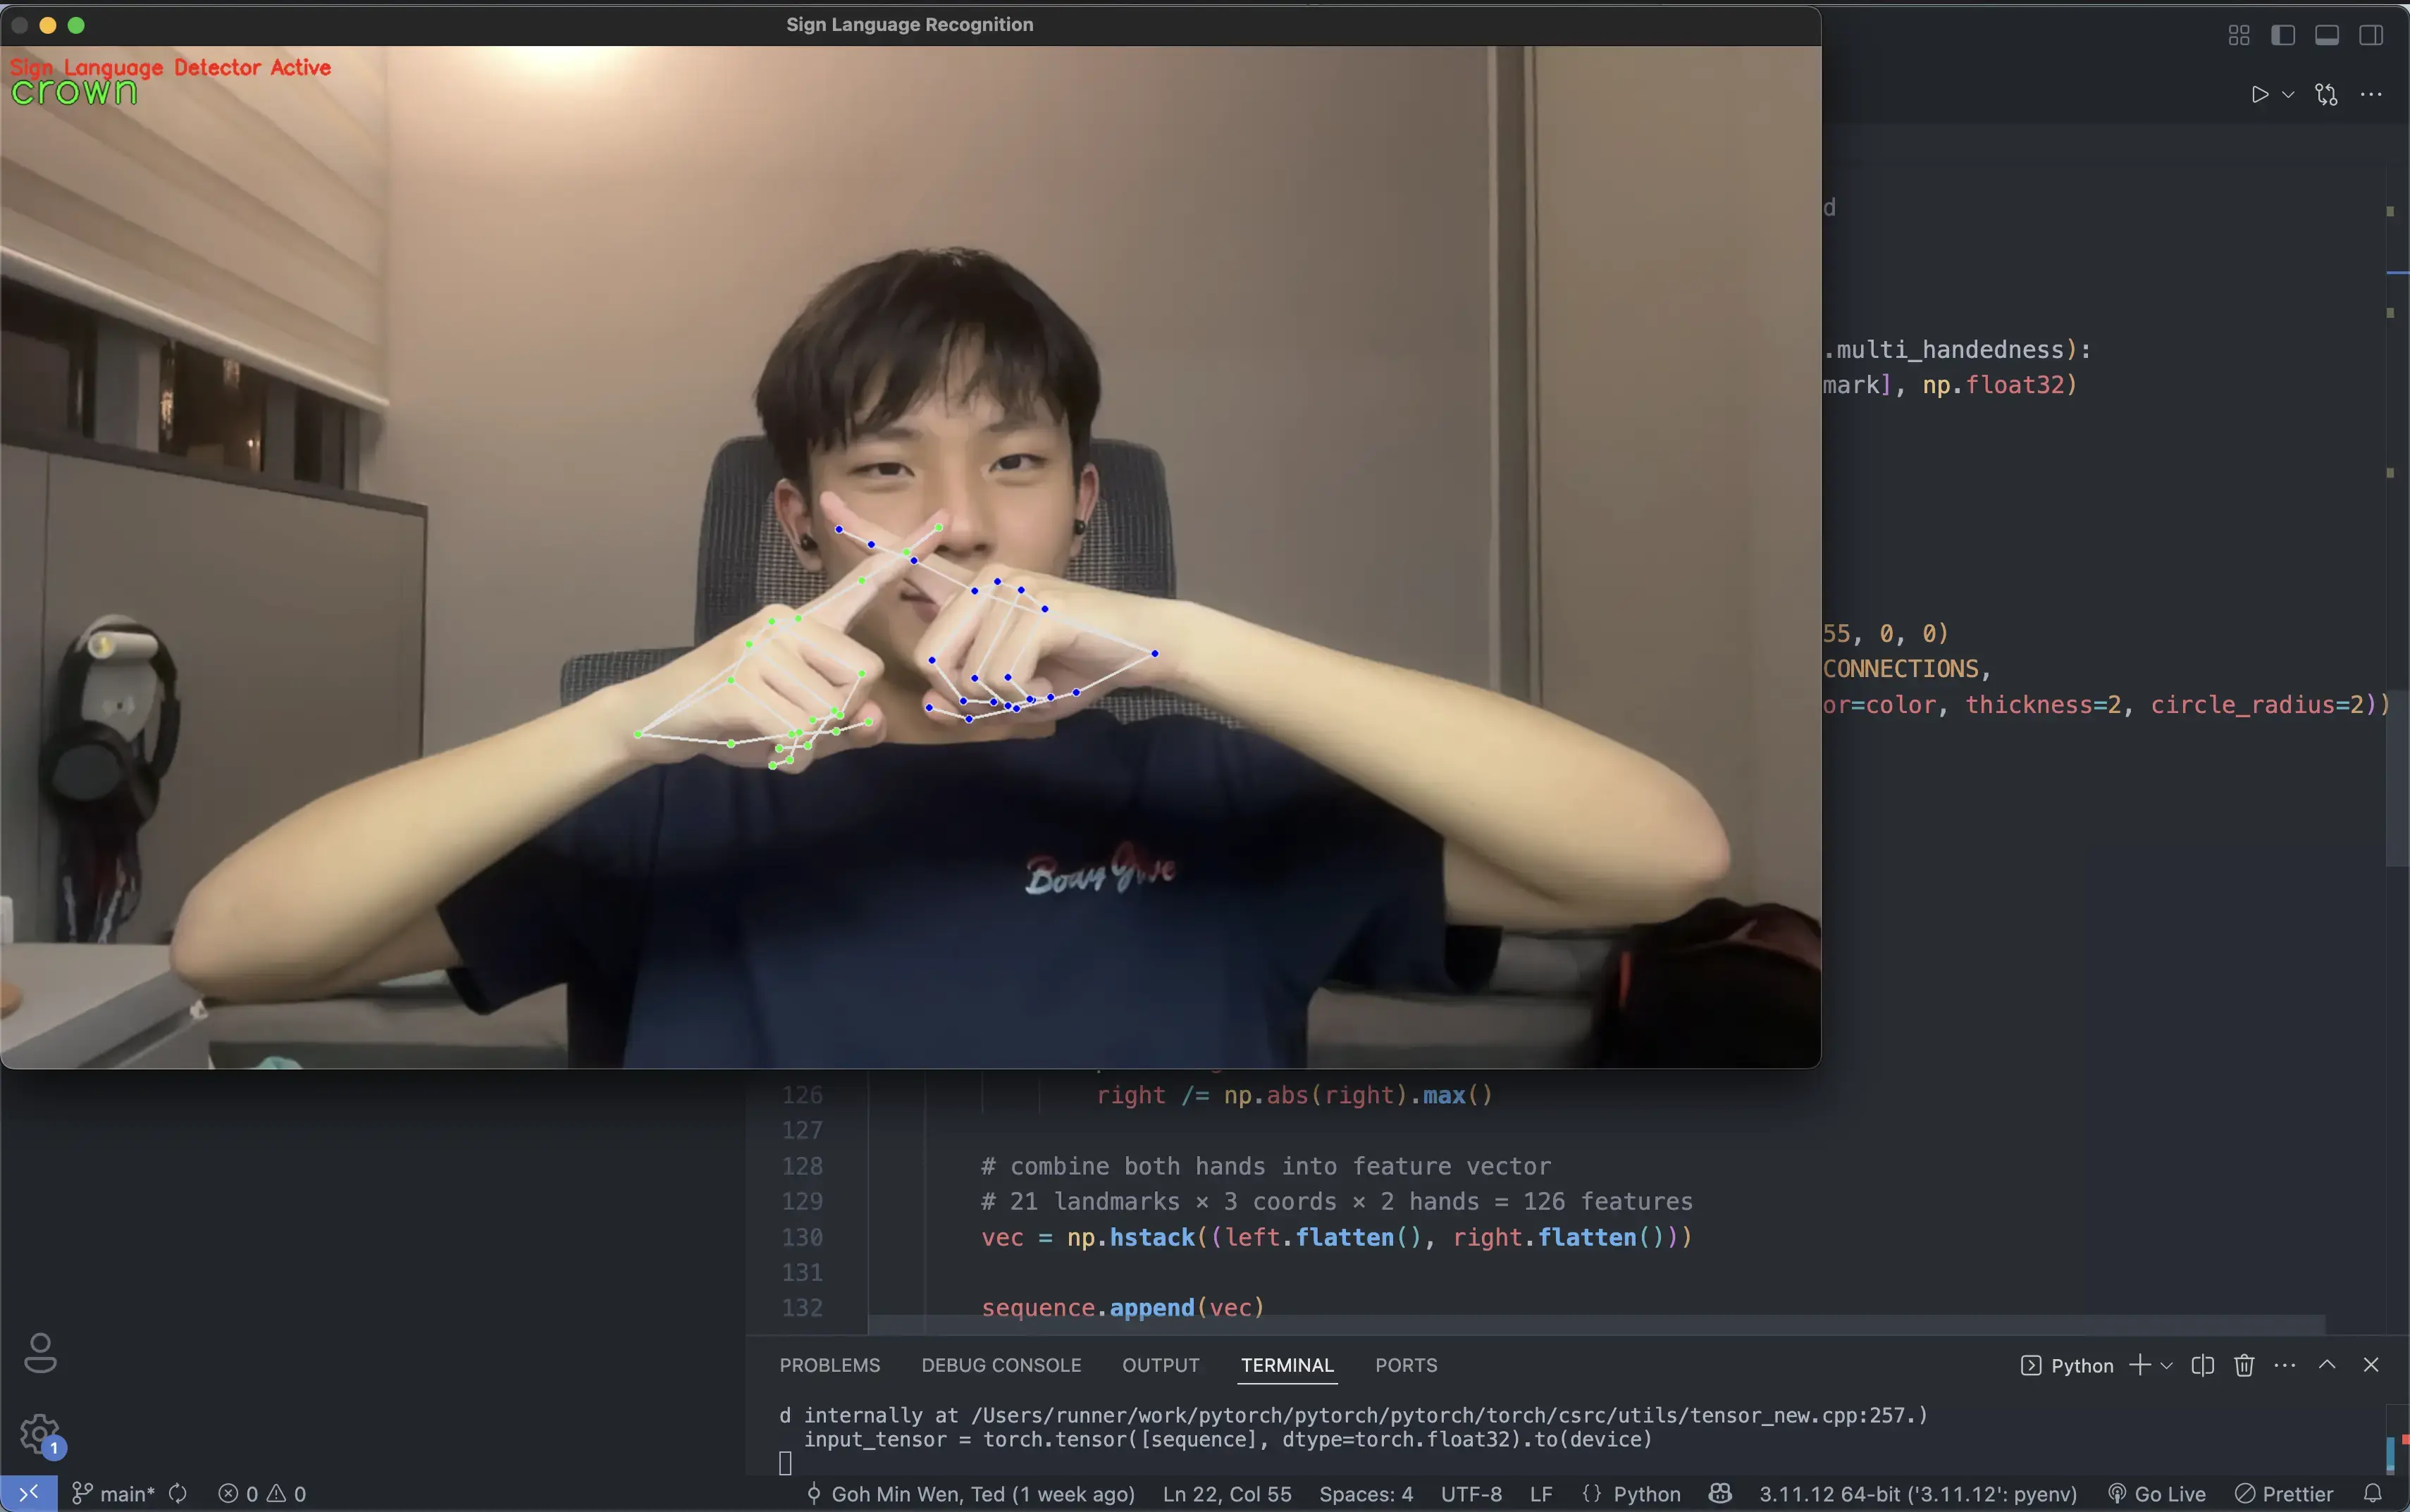 Sign Language Recognition
Sign Language Detector Active
crown
d
.multi_handedness):
mark], np.float32)
55, 0, 0)
CONNECTIONS,
or=color, thickness=2, circle_radius=2))
126 right /= np.abs(right).max()
127
128 # combine both hands into feature vector
129 # 21 landmarks × 3 coords × 2 hands = 126 features
130 vec = np.hstack((left.flatten(), right.flatten()))
131
132 sequence.append(vec)
PROBLEMS DEBUG CONSOLE OUTPUT TERMINAL PORTS Python
d internally at /Users/runner/work/pytorch/pytorch/pytorch/torch/csrc/utils/tensor_new.cpp:257.)
input_tensor = torch.tensor([sequence], dtype=torch.float32).to(device)
1
main* 0 0 Goh Min Wen, Ted (1 week ago) Ln 22, Col 55 Spaces: 4 UTF-8 LF {} Python 3.11.12 64-bit ('3.11.12': pyenv) Go Live Prettier